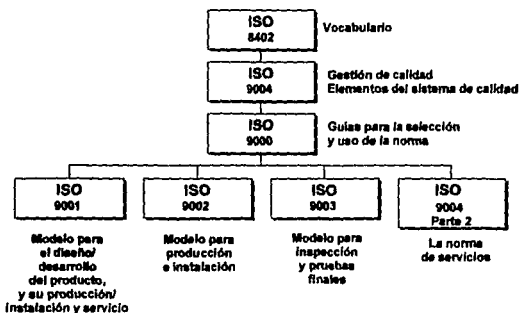 ISO
8402
Vocabulario
ISO
9004
Gestión de calidad
Elementos del sistema de calidad
ISO
9000
Guías para la selección
y uso de la norma
ISO
9001
ISO
9002
ISO
9003
ISO
9004
Parte 2
Modelo para
el diseño/
desarrollo
del producto,
y su producción/
instalación y servicio
Modelo para
producción
e instalación
Modelo para
inspección
y pruebas
finales
La norma
de servicios